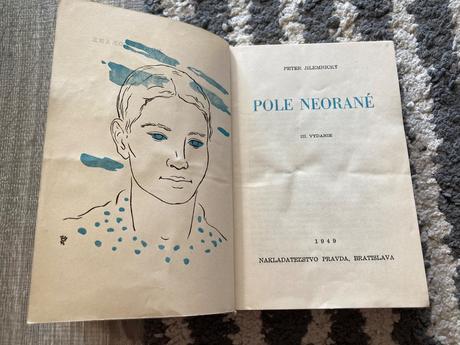 PETER JILEMNICKÝ
POLE NEORANÉ
III. VYDANIE
1949
NAKLADATEĽSTVO PRAVDA, BRATISLAVA